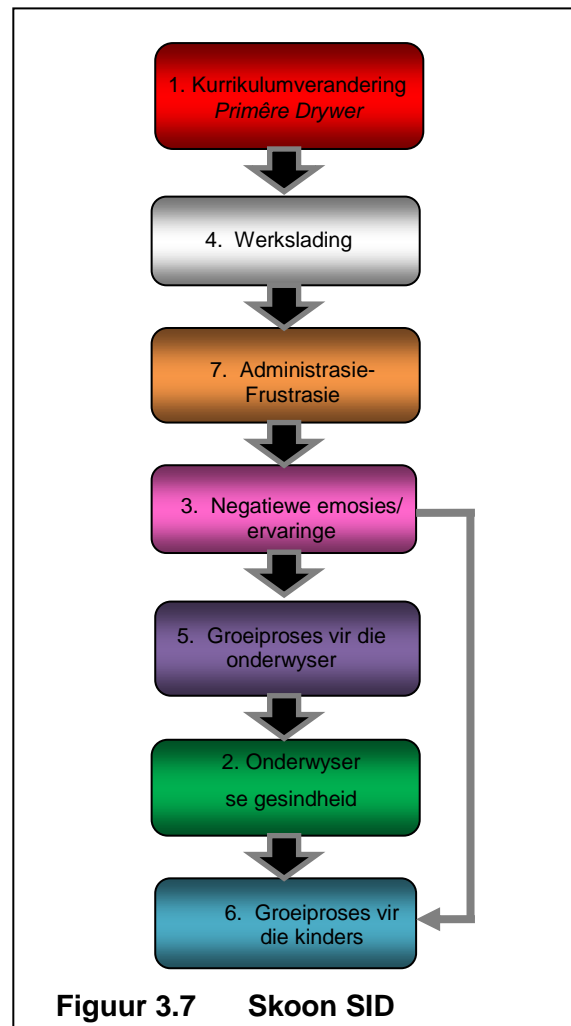 1. Kurrikulumverandering
Primêre Drywer
4. Werkslading
7. Administrasie-
Frustrasie
3. Negatiewe emosies/
ervaringe
5. Groeiproses vir die
onderwyser
2. Onderwyser
se gesindheid
6. Groeiproses vir
die kinders
Figuur 3.7 Skoon SID